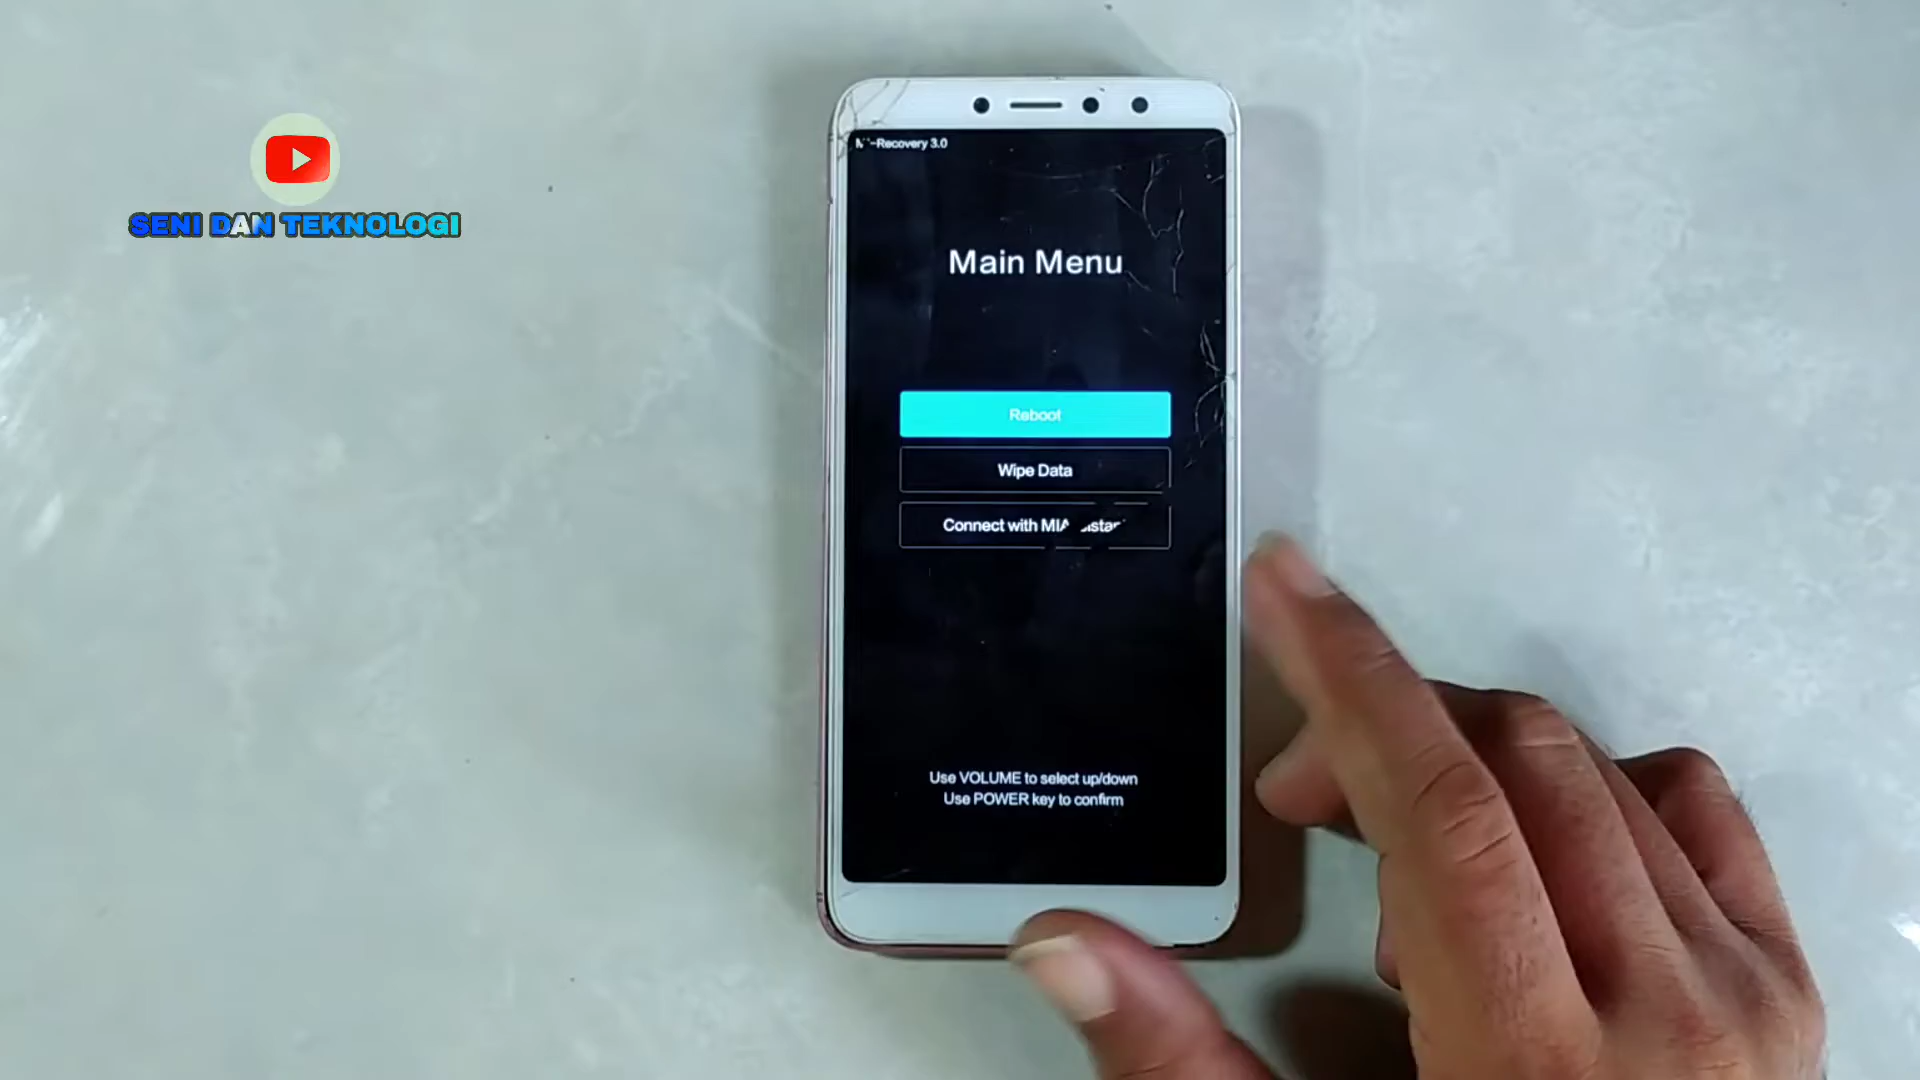 SENI DAN TEKNOLOGI
-Recovery 3.0
Main Menu
Reboot
Wipe Data
Connect with
Use VOLUME to select up/down
Use POWER key to confirm